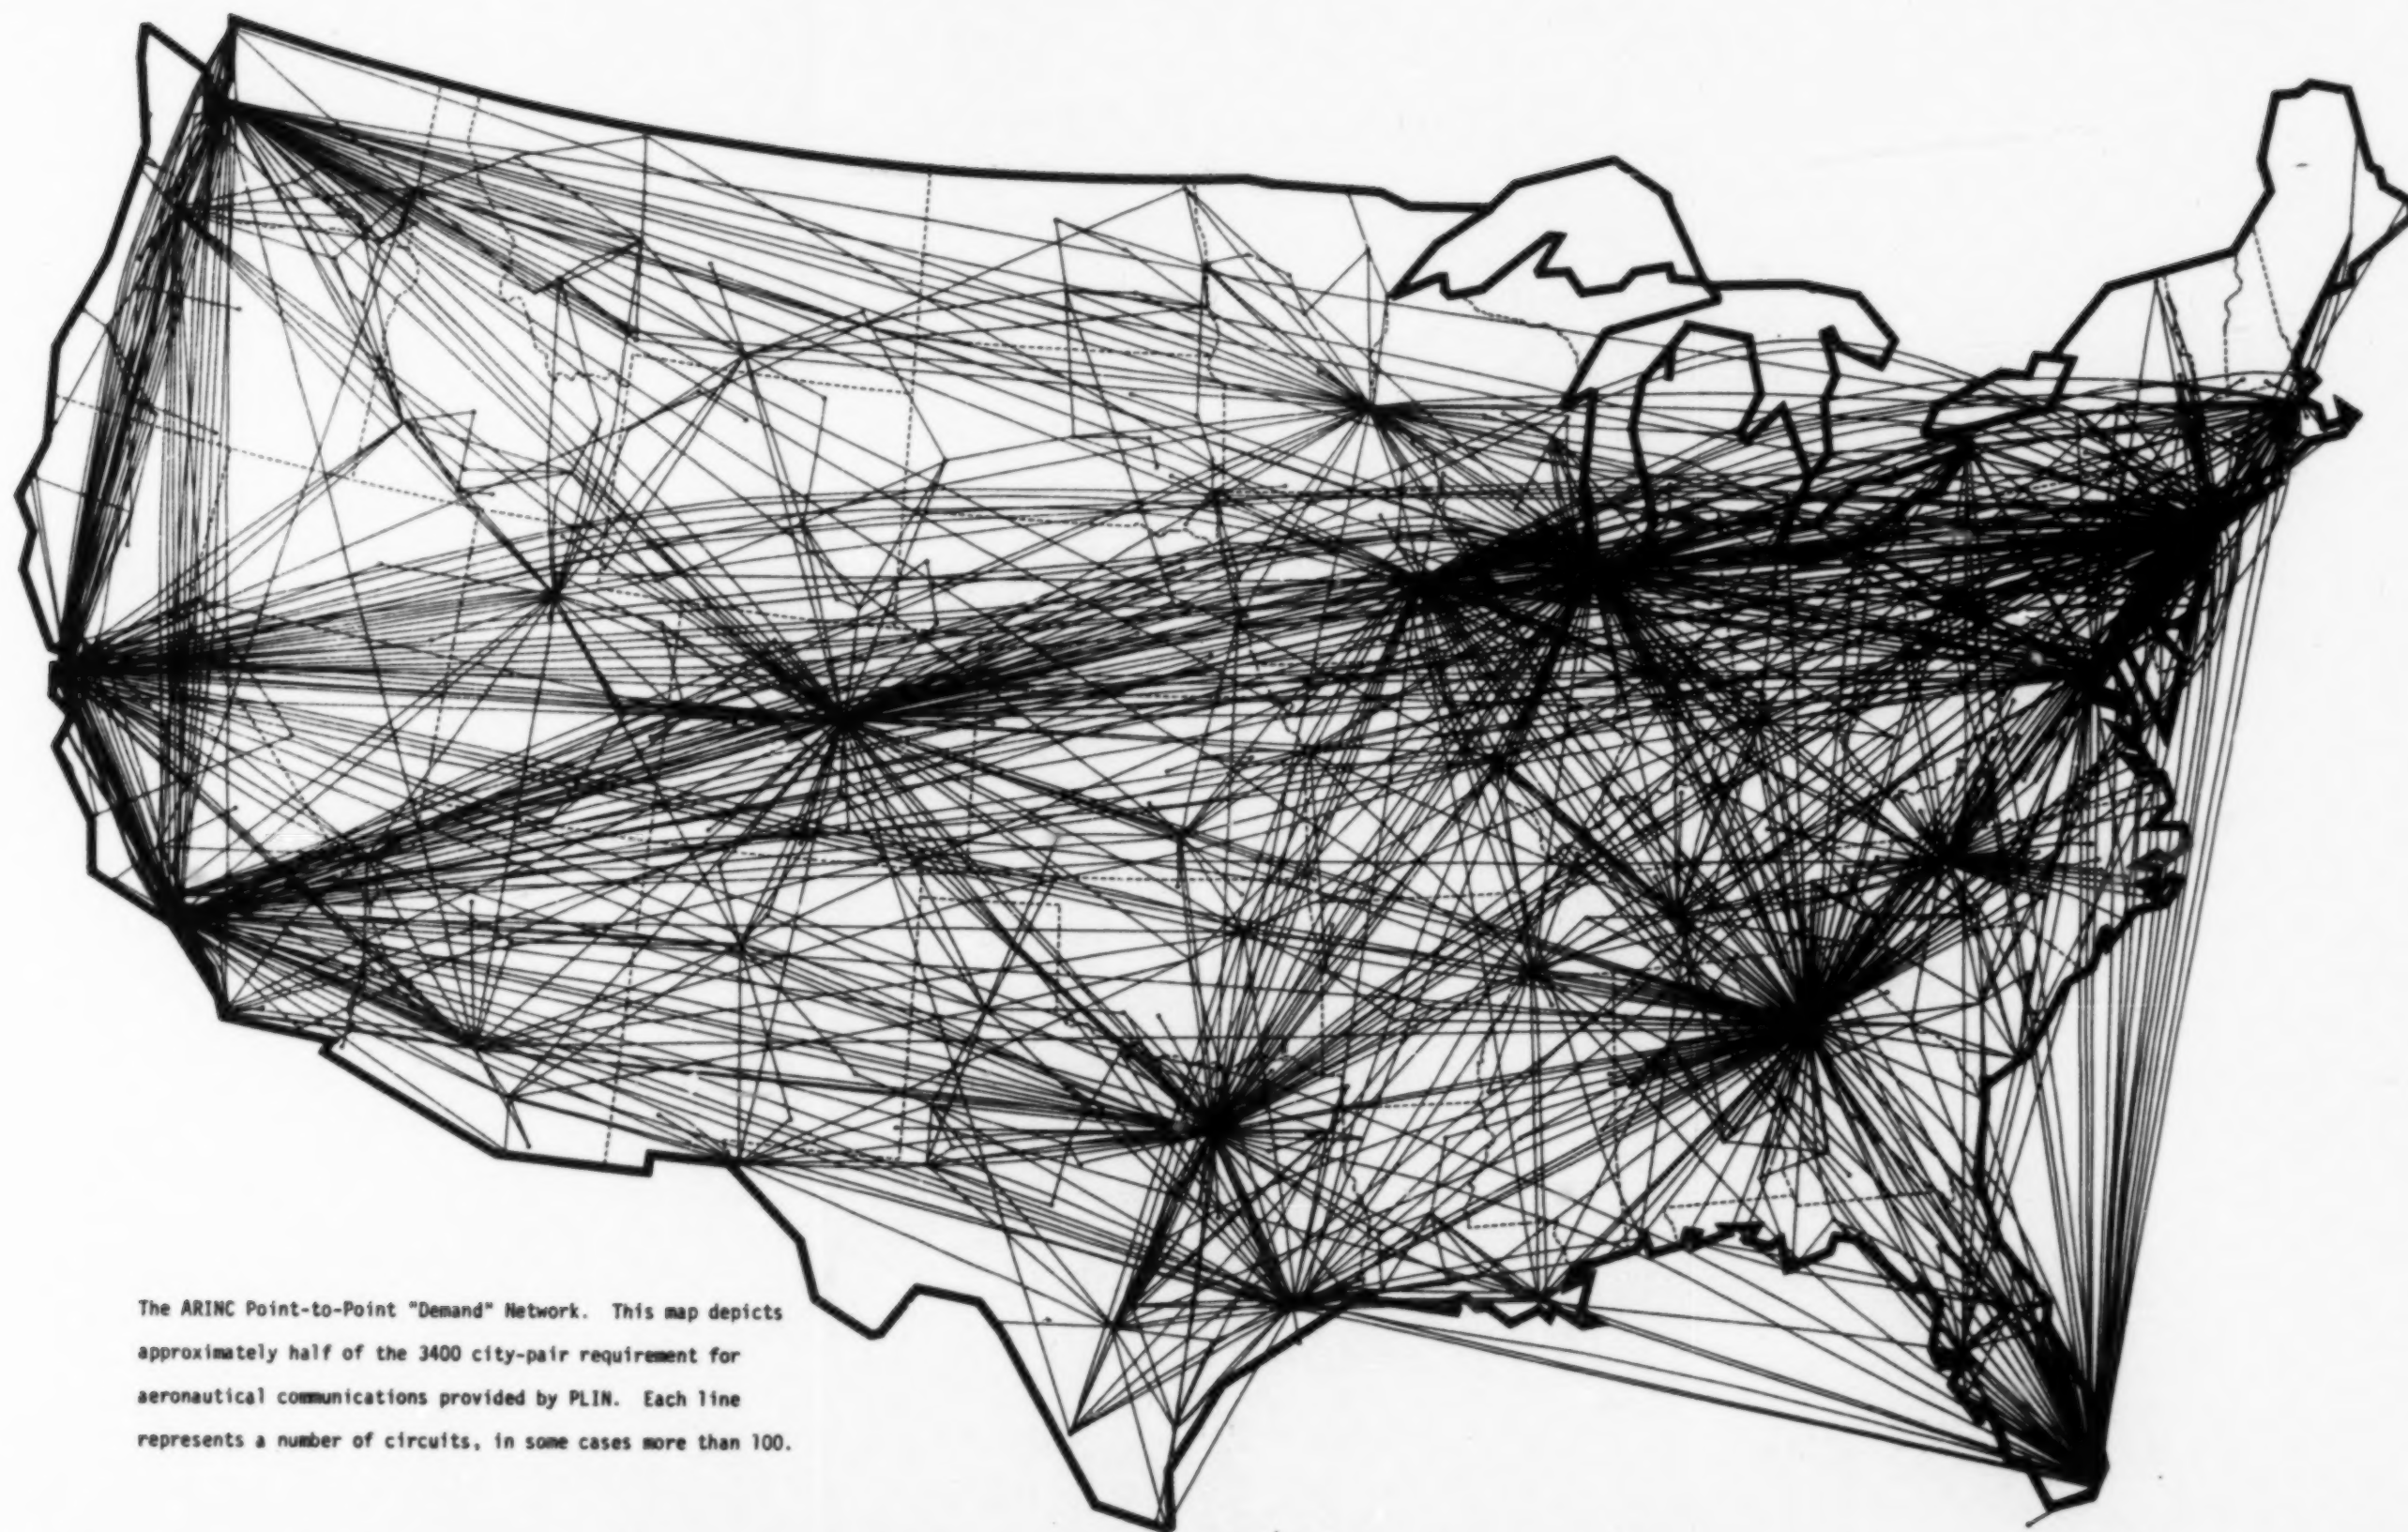 The ARINC Point-to-Point "Demand" Network.  This map depicts
approximately half of the 3400 city-pair requirement for
aeronautical communications provided by PLIN.  Each line
represents a number of circuits, in some cases more than 100.